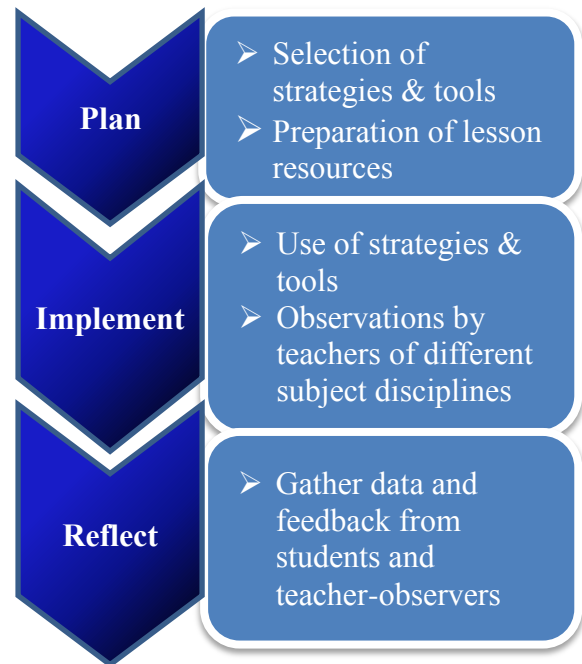 Plan
➢ Selection of
strategies & tools
➢ Preparation of lesson
resources
Implement
➢ Use of strategies &
tools
➢ Observations by
teachers of different
subject disciplines
Reflect
➢ Gather data and
feedback from
students and
teacher-observers